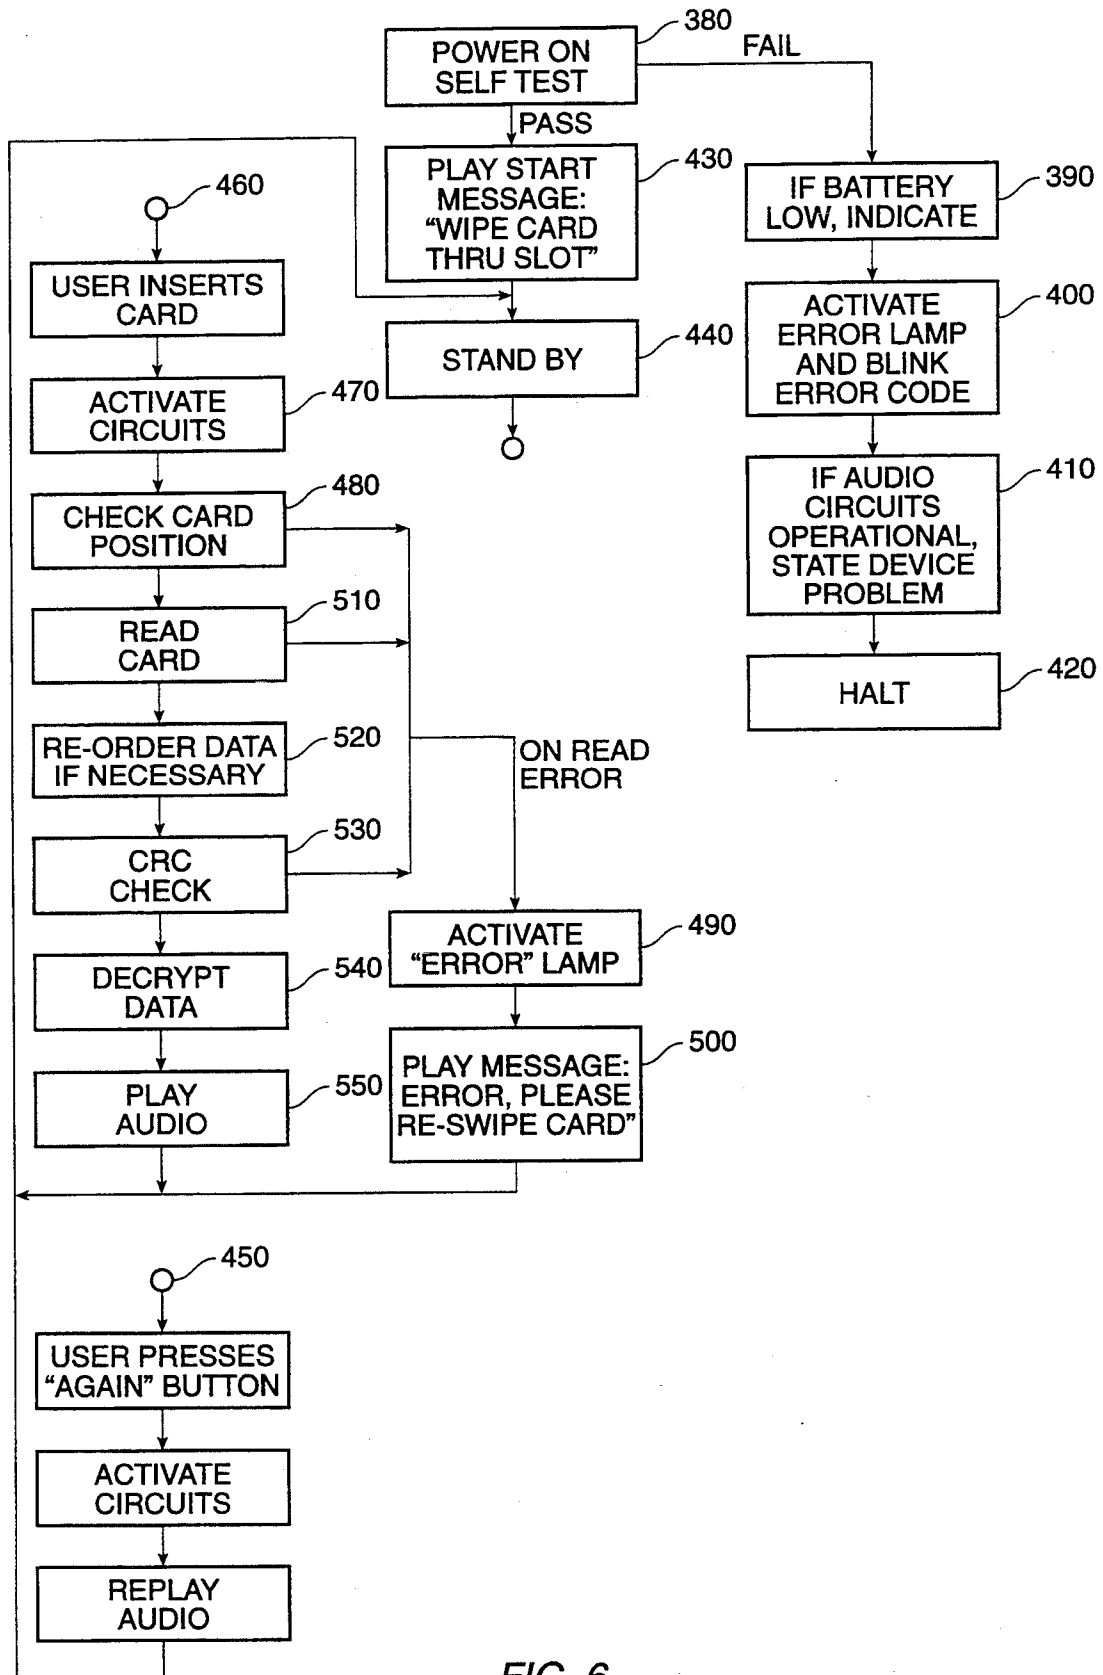 380
POWER ON
SELF TEST
FAIL
PASS
430
PLAY START
MESSAGE:
“WIPE CARD
THRU SLOT”
390
IF BATTERY
LOW, INDICATE
460
USER INSERTS
CARD
440
STAND BY
400
ACTIVATE
ERROR LAMP
AND BLINK
ERROR CODE
470
ACTIVATE
CIRCUITS
410
IF AUDIO
CIRCUITS
OPERATIONAL,
STATE DEVICE
PROBLEM
480
CHECK CARD
POSITION
510
READ
CARD
420
HALT
520
RE-ORDER DATA
IF NECESSARY
ON READ
ERROR
530
CRC
CHECK
490
ACTIVATE
“ERROR” LAMP
540
DECRYPT
DATA
500
PLAY MESSAGE:
ERROR, PLEASE
RE-SWIPE CARD”
550
PLAY
AUDIO
450
USER PRESSES
“AGAIN” BUTTON
ACTIVATE
CIRCUITS
REPLAY
AUDIO
FIG. 6